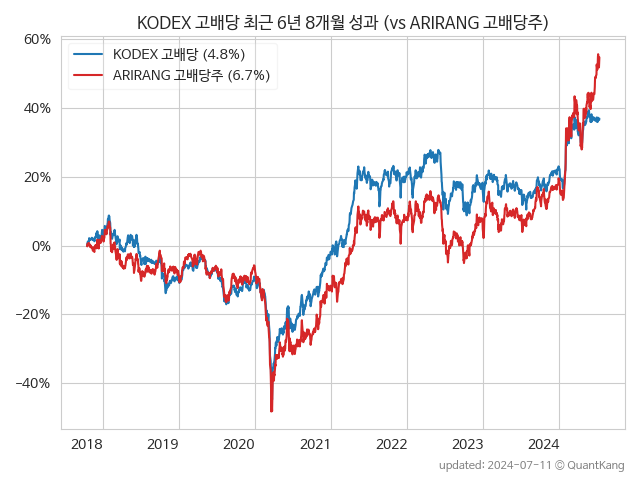 KODEX 고배당 최근 6년 8개월 성과 (vs ARIRANG 고배당주)
60%
KODEX 고배당 (4.8%)
ARIRANG 고배당주 (6.7%)
40%
20%
0%
−20%
−40%
2018 2019 2020 2021 2022 2023 2024
updated: 2024-07-11 © QuantKang